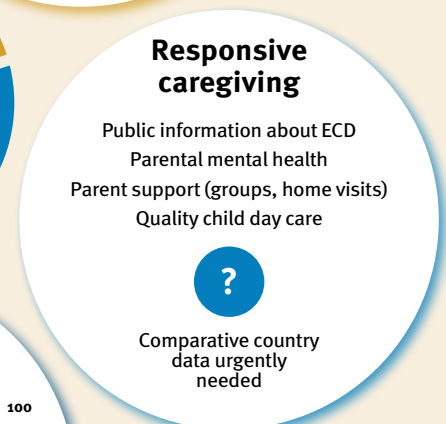 Responsive
caregiving
Public information about ECD
Parental mental health
Parent support (groups, home visits)
Quality child day care
?
Comparative country
data urgently
needed
100